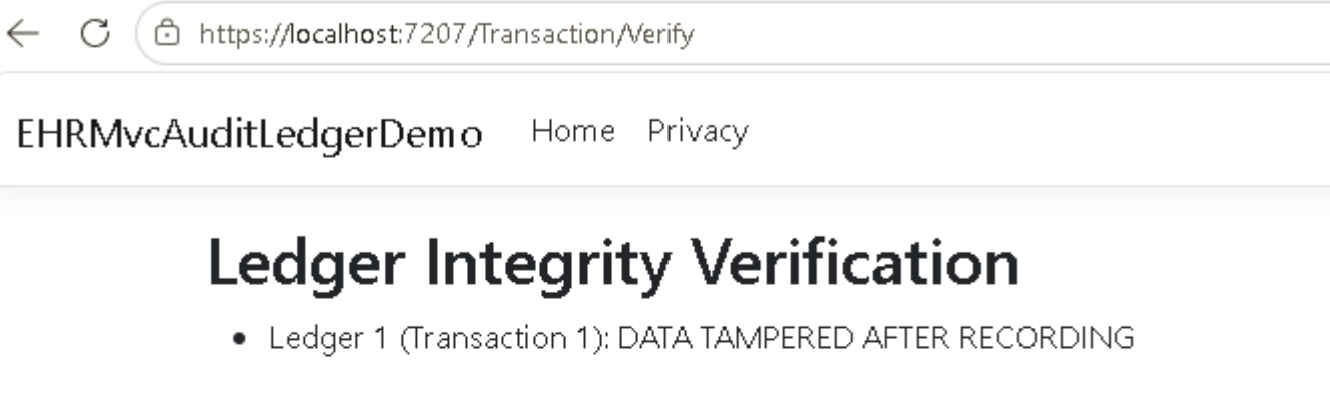 https://localhost:7207/Transaction/Verify
EHRMvcAuditLedgerDemo Home Privacy
Ledger Integrity Verification
• Ledger 1 (Transaction 1): DATA TAMPERED AFTER RECORDING